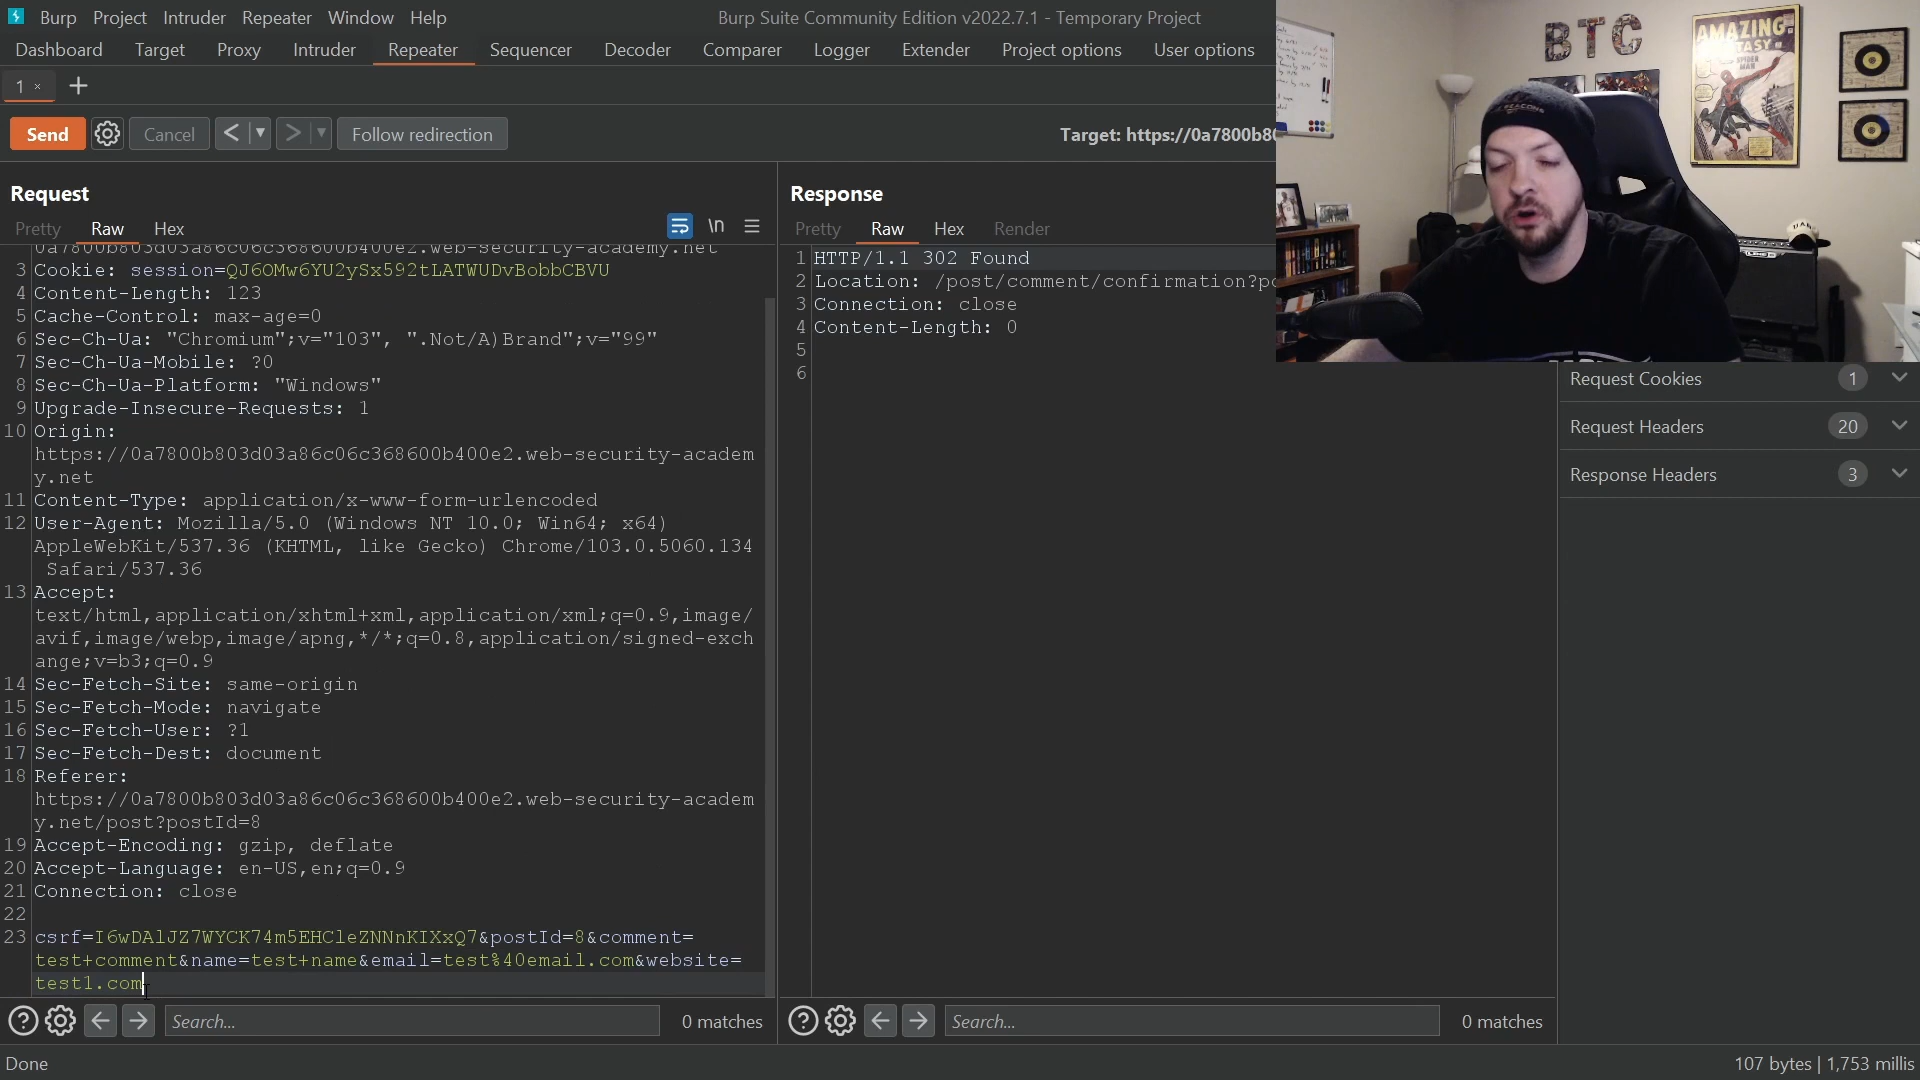 Burp Project Intruder Repeater Window Help
Burp Suite Community Edition v2022.7.1 - Temporary Project
Dashboard Target Proxy Intruder Repeater Sequencer Decoder Comparer Logger Extender Project options User options
1 × +
Send Cancel < > Follow redirection
Target: https://0a7800b80
Request
Pretty Raw Hex
\n
0a7800b803d03a86c06c368600b400e2.web-security-academy.net
3 Cookie: session=QJ6OMw6YU2ySx592tLATWUDvBobbCBVU
4 Content-Length: 123
5 Cache-Control: max-age=0
6 Sec-Ch-Ua: "Chromium";v="103", ".Not/A)Brand";v="99"
7 Sec-Ch-Ua-Mobile: ?0
8 Sec-Ch-Ua-Platform: "Windows"
9 Upgrade-Insecure-Requests: 1
10 Origin:
https://0a7800b803d03a86c06c368600b400e2.web-security-academ
y.net
11 Content-Type: application/x-www-form-urlencoded
12 User-Agent: Mozilla/5.0 (Windows NT 10.0; Win64; x64)
AppleWebKit/537.36 (KHTML, like Gecko) Chrome/103.0.5060.134
Safari/537.36
13 Accept:
text/html,application/xhtml+xml,application/xml;q=0.9,image/
avif,image/webp,image/apng,*/*;q=0.8,application/signed-exch
ange;v=b3;q=0.9
14 Sec-Fetch-Site: same-origin
15 Sec-Fetch-Mode: navigate
16 Sec-Fetch-User: ?1
17 Sec-Fetch-Dest: document
18 Referer:
https://0a7800b803d03a86c06c368600b400e2.web-security-academ
y.net/post?postId=8
19 Accept-Encoding: gzip, deflate
20 Accept-Language: en-US,en;q=0.9
21 Connection: close
22
23 csrf=I6wDAlJZ7WYCK74m5EHCleZNNnKIXxQ7&postId=8&comment=
test+comment&name=test+name&email=test%40email.com&website=
test1.com
Search... 0 matches
Response
Pretty Raw Hex Render
1 HTTP/1.1 302 Found
2 Location: /post/comment/confirmation?po
3 Connection: close
4 Content-Length: 0
5
6
Search... 0 matches
BTC
AMAZING
FANTASY
SPIDER
MAN
Request Cookies 1
Request Headers 20
Response Headers 3
Done
107 bytes | 1,753 millis